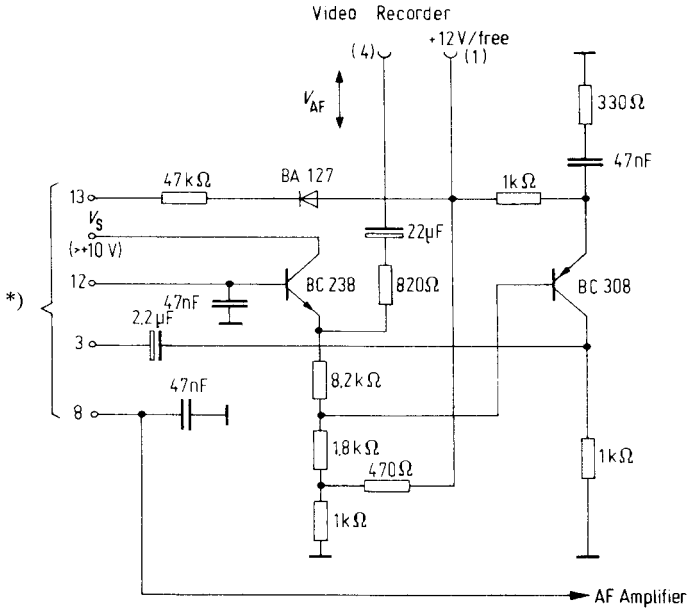 Video Recorder
(4)
+12V/free
(1)
V_AF
330Ω
47nF
13
47kΩ
BA 127
1kΩ
V_S
(>+10 V)
22µF
12
47nF
BC 238
820Ω
BC 308
*)
2,2µF
3
8,2kΩ
47nF
8
1,8kΩ
470Ω
1kΩ
1kΩ
AF Amplifier